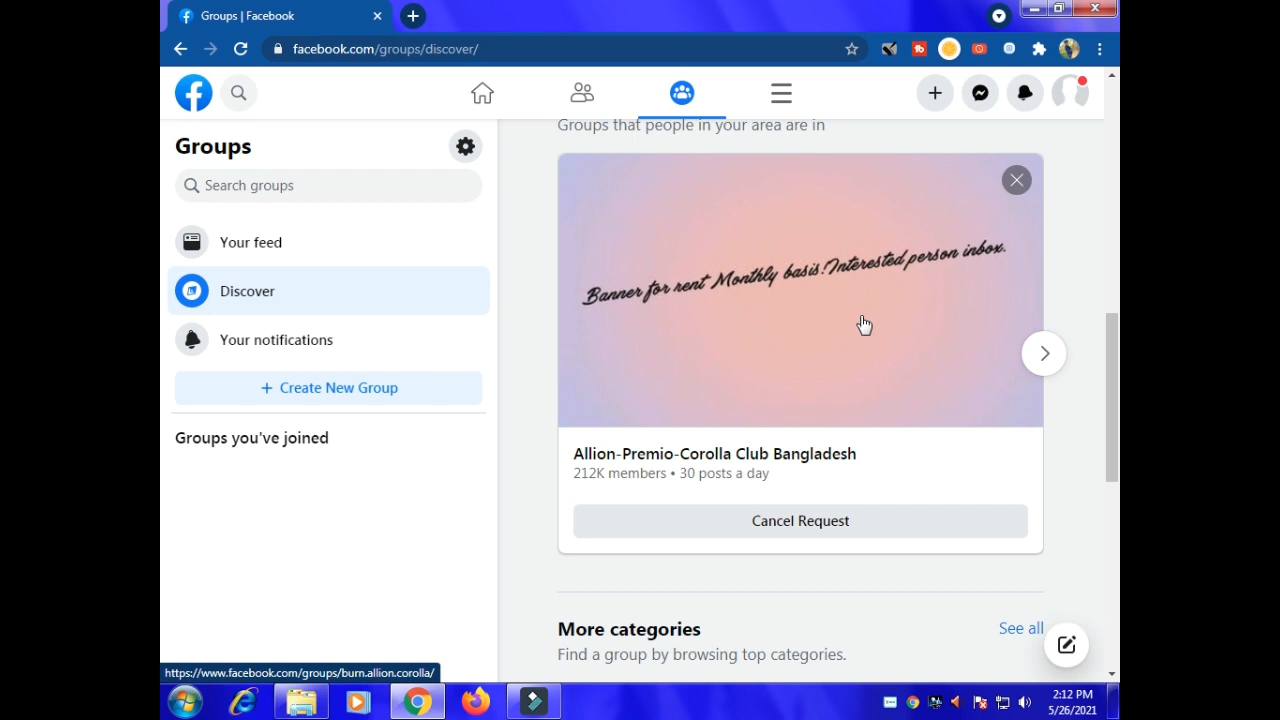 Groups | Facebook
facebook.com/groups/discover/
Groups
Search groups
Your feed
Discover
Your notifications
+ Create New Group
Groups you've joined
Groups that people in your area are in
Banner for rent Monthly basis!Interested person inbox.
Allion-Premio-Corolla Club Bangladesh
212K members • 30 posts a day
Cancel Request
More categories
See all
Find a group by browsing top categories.
https://www.facebook.com/groups/burn.allion.corolla/
2:12 PM
5/26/2021